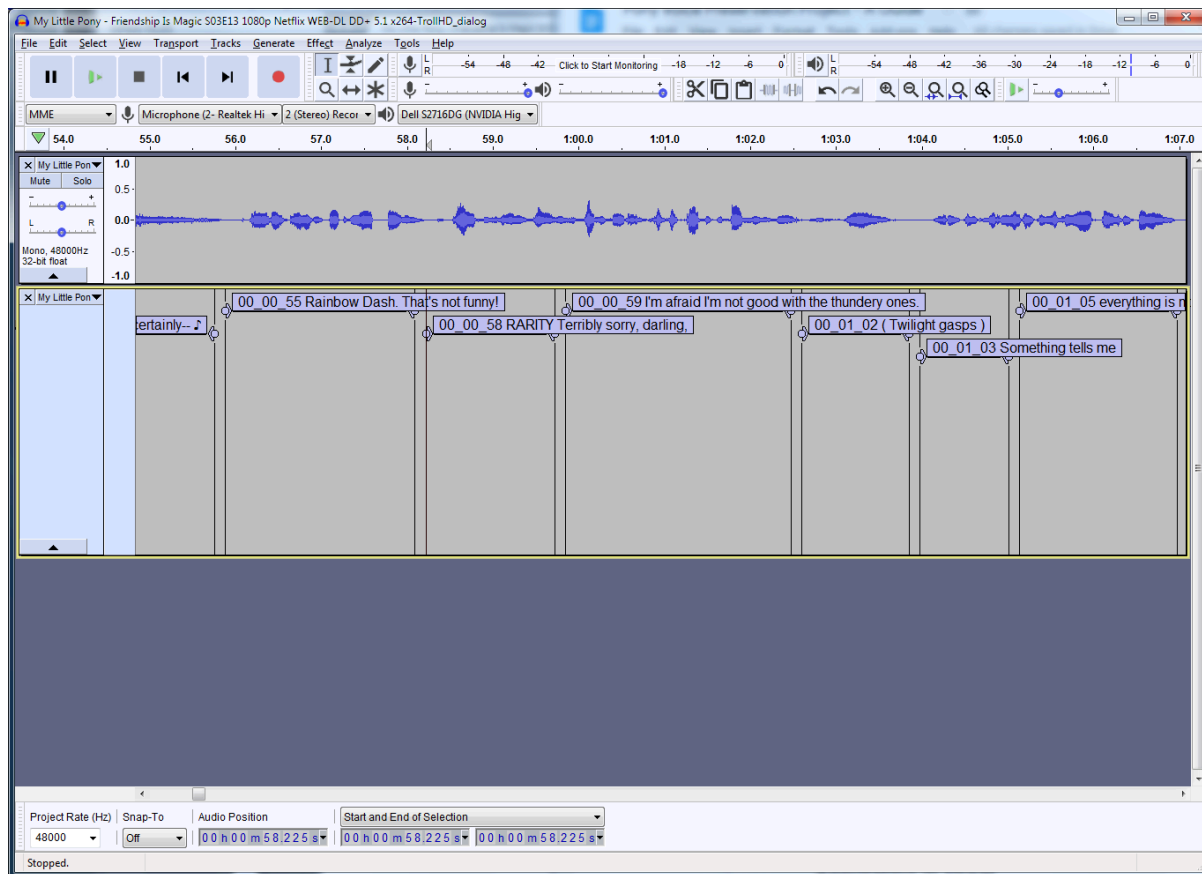 My Little Pony - Friendship Is Magic S03E13 1080p Netflix WEB-DL DD+ 5.1 x264-TrollHD_dialog
File Edit Select View Transport Tracks Generate Effect Analyze Tools Help
L R -54 -48 -42 Click to Start Monitoring -18 -12 -6 0 L R -54 -48 -42 -36 -30 -24 -18 -12 -6 0
MME Microphone (2- Realtek Hi 2 (Stereo) Recor Dell S2716DG (NVIDIA Hig
54.0 55.0 56.0 57.0 58.0 59.0 1:00.0 1:01.0 1:02.0 1:03.0 1:04.0 1:05.0 1:06.0 1:07.0
My Little Pon 1.0
Mute Solo
- + 0.5
L R 0.0
Mono, 48000Hz -0.5
32-bit float
-1.0
My Little Pon 00_00_55 Rainbow Dash. That's not funny! 00_00_59 I'm afraid I'm not good with the thundery ones. 00_01_05 everything is n
ertainly-- ♪ 00_00_58 RARITY Terribly sorry, darling, 00_01_02 ( Twilight gasps )
00_01_03 Something tells me
Project Rate (Hz) Snap-To Audio Position Start and End of Selection
48000 Off 00 h 00 m 58.225 s 00 h 00 m 58.225 s 00 h 00 m 58.225 s
Stopped.